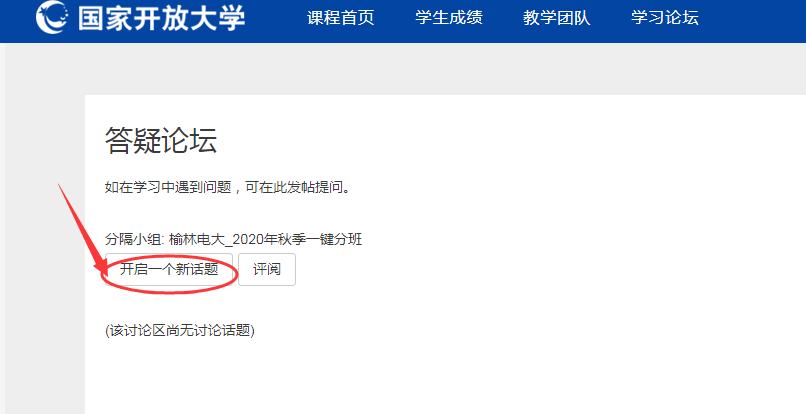 国家开放大学 课程首页 学生成绩 教学团队 学习论坛
答疑论坛
如在学习中遇到问题，可在此发帖提问。
分隔小组: 榆林电大_2020年秋季一键分班
开启一个新话题 评阅
(该讨论区尚无讨论话题)